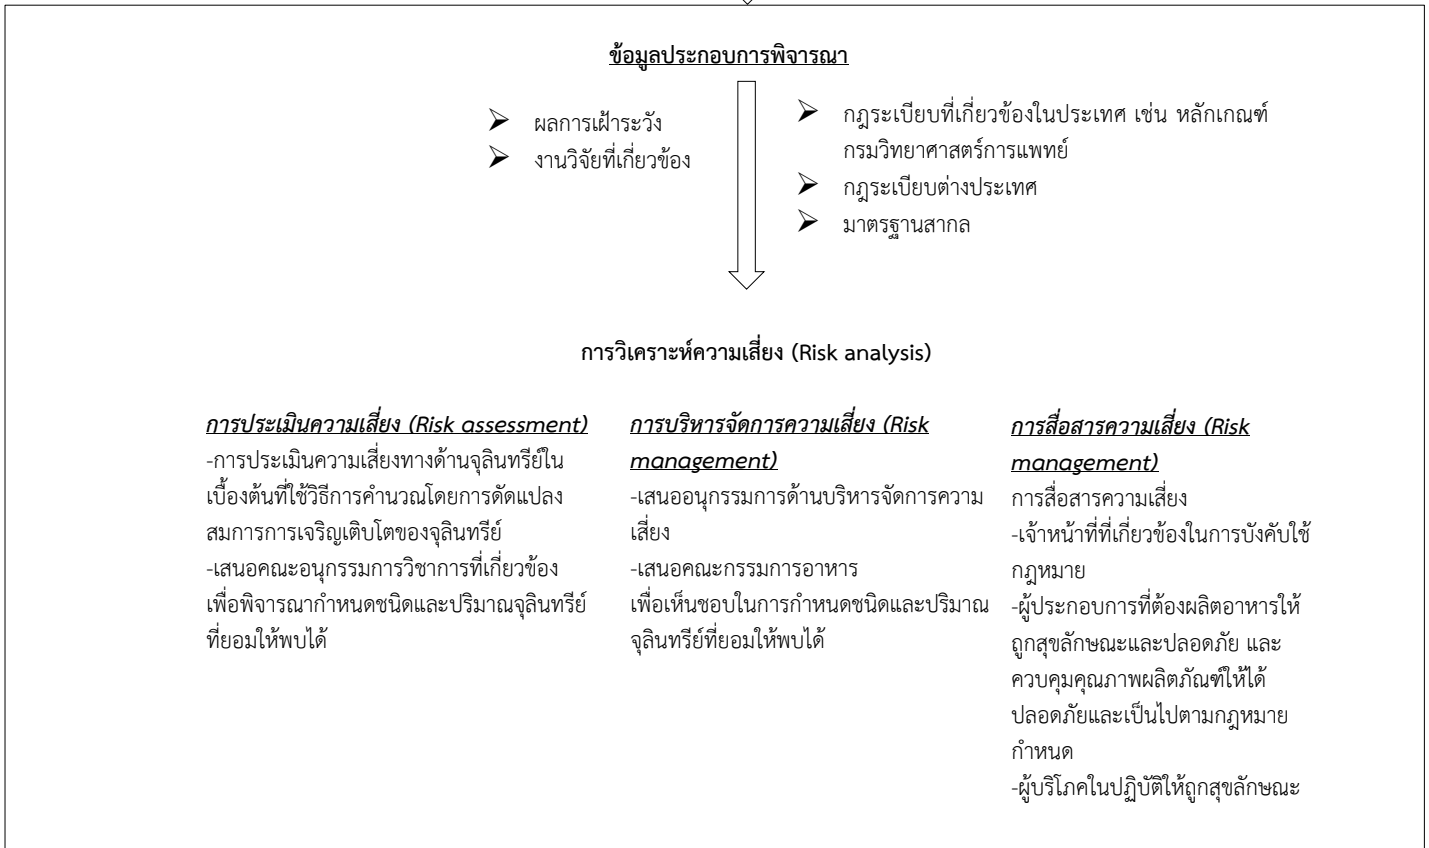 ข้อมูลประกอบการพิจารณา
➢ ผลการเฝ้าระวัง
➢ งานวิจัยที่เกี่ยวข้อง
➢ กฎระเบียบที่เกี่ยวข้องในประเทศ เช่น หลักเกณฑ์
กรมวิทยาศาสตร์การแพทย์
➢ กฎระเบียบต่างประเทศ
➢ มาตรฐานสากล
การวิเคราะห์ความเสี่ยง (Risk analysis)
การประเมินความเสี่ยง (Risk assessment)
-การประเมินความเสี่ยงทางด้านจุลินทรีย์ใน
เบื้องต้นที่ใช้วิธีการคำนวณโดยการดัดแปลง
สมการการเจริญเติบโตของจุลินทรีย์
-เสนอคณะอนุกรรมการวิชาการที่เกี่ยวข้อง
เพื่อพิจารณากำหนดชนิดและปริมาณจุลินทรีย์
ที่ยอมให้พบได้
การบริหารจัดการความเสี่ยง (Risk
management)
-เสนออนุกรรมการด้านบริหารจัดการความ
เสี่ยง
-เสนอคณะกรรมการอาหาร
เพื่อเห็นชอบในการกำหนดชนิดและปริมาณ
จุลินทรีย์ที่ยอมให้พบได้
การสื่อสารความเสี่ยง (Risk
management)
การสื่อสารความเสี่ยง
-เจ้าหน้าที่ที่เกี่ยวข้องในการบังคับใช้
กฎหมาย
-ผู้ประกอบการที่ต้องผลิตอาหารให้
ถูกสุขลักษณะและปลอดภัย และ
ควบคุมคุณภาพผลิตภัณฑ์ให้ได้
ปลอดภัยและเป็นไปตามกฎหมาย
กำหนด
-ผู้บริโภคในปฏิบัติให้ถูกสุขลักษณะ